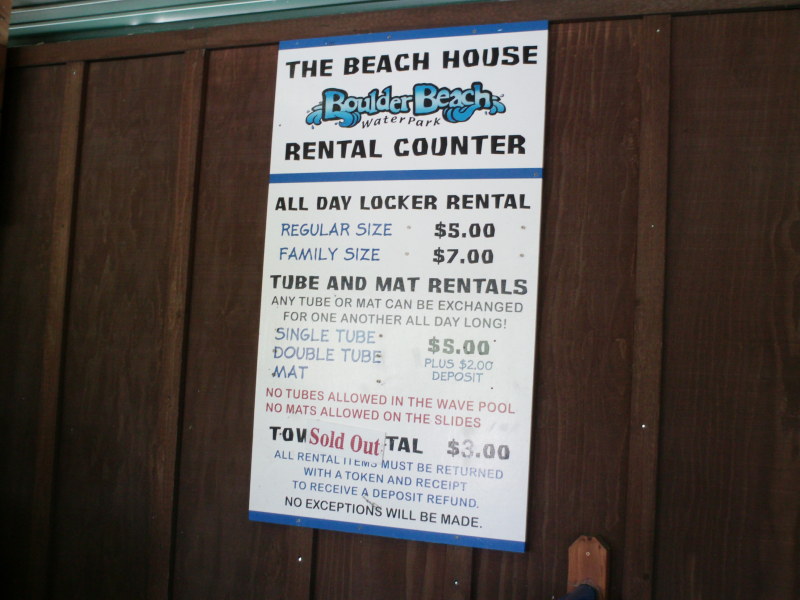 THE BEACH HOUSE
Boulder Beach
WaterPark
RENTAL COUNTER
ALL DAY LOCKER RENTAL
REGULAR SIZE $5.00
FAMILY SIZE $7.00
TUBE AND MAT RENTALS
ANY TUBE OR MAT CAN BE EXCHANGED
FOR ONE ANOTHER ALL DAY LONG!
SINGLE TUBE
DOUBLE TUBE
MAT
$5.00
PLUS $2.00
DEPOSIT
NO TUBES ALLOWED IN THE WAVE POOL
NO MATS ALLOWED ON THE SLIDES
Sold Out $3.00
ALL RENTAL ITEMS MUST BE RETURNED
WITH A TOKEN AND RECEIPT
TO RECEIVE A DEPOSIT REFUND.
NO EXCEPTIONS WILL BE MADE.